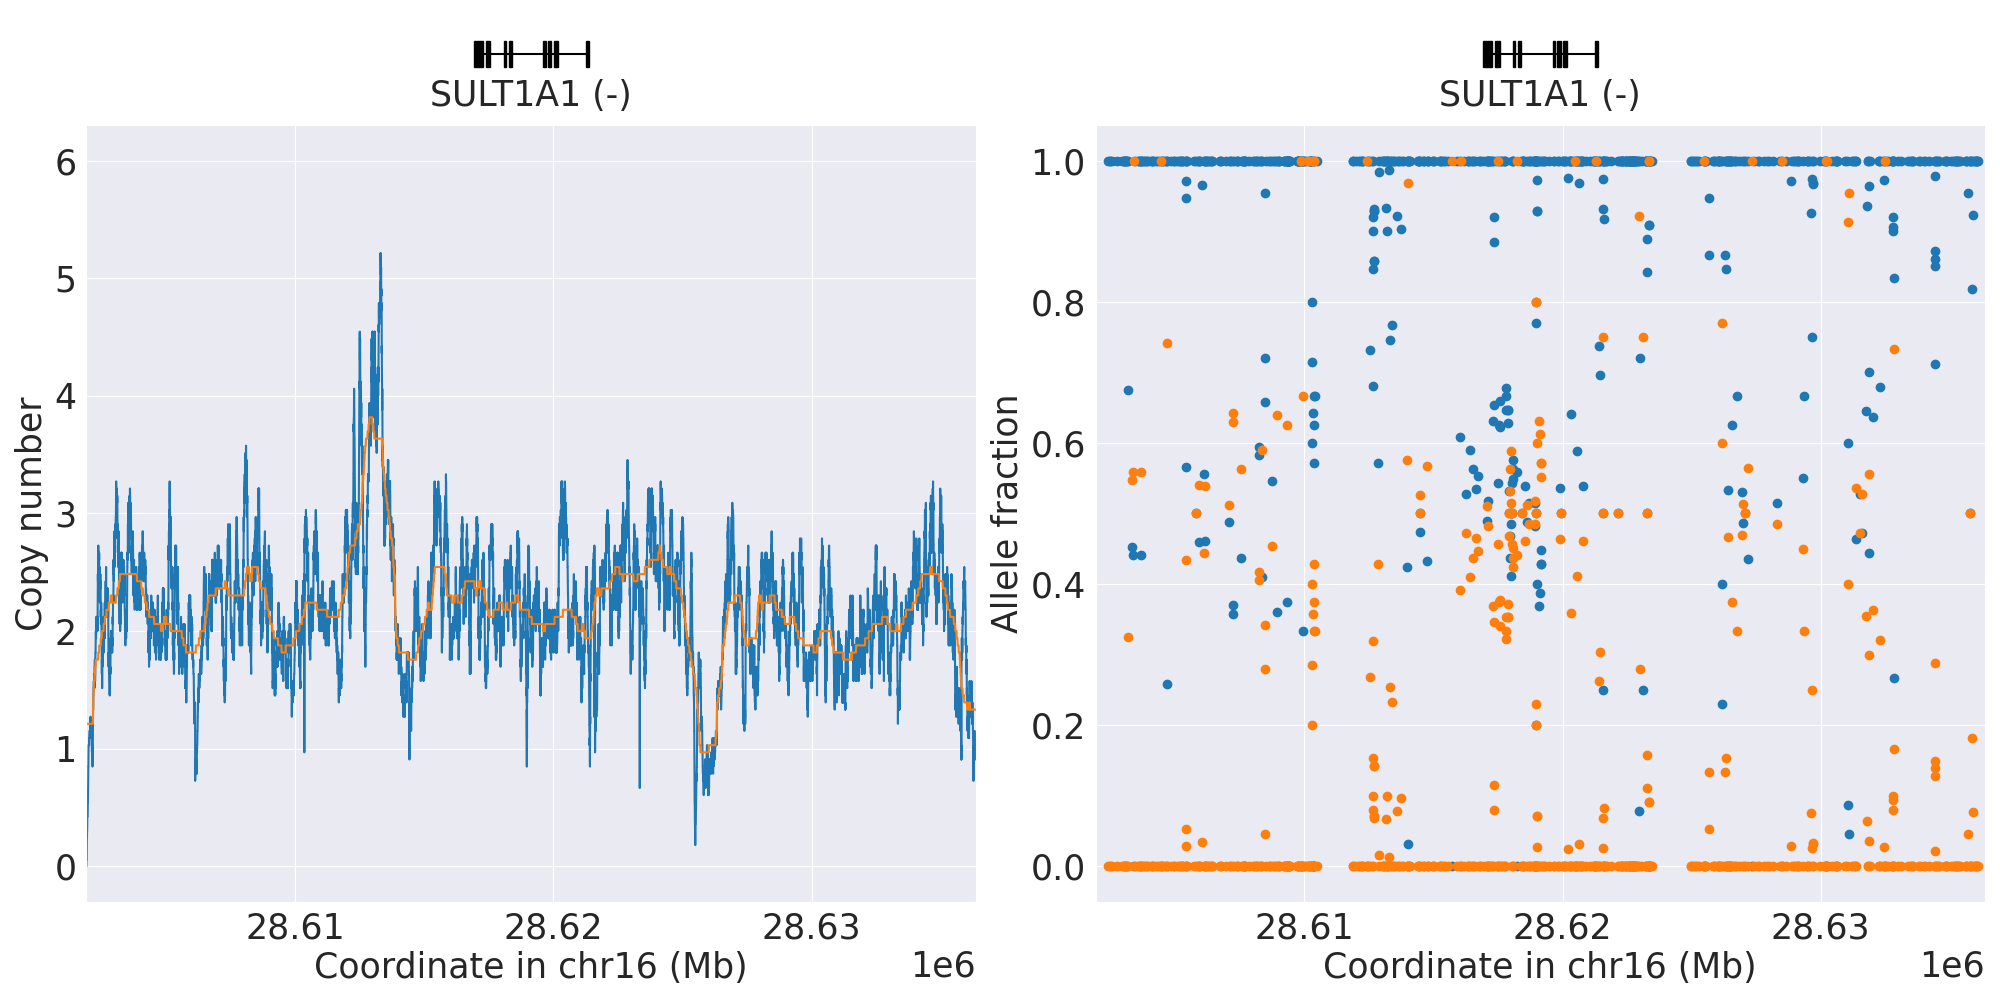 SULT1A1 (-)
6
5
4
3
2
1
0
Copy number
28.61
28.62
28.63
Coordinate in chr16 (Mb)
1e6
SULT1A1 (-)
1.0
0.8
0.6
0.4
0.2
0.0
Allele fraction
28.61
28.62
28.63
Coordinate in chr16 (Mb)
1e6